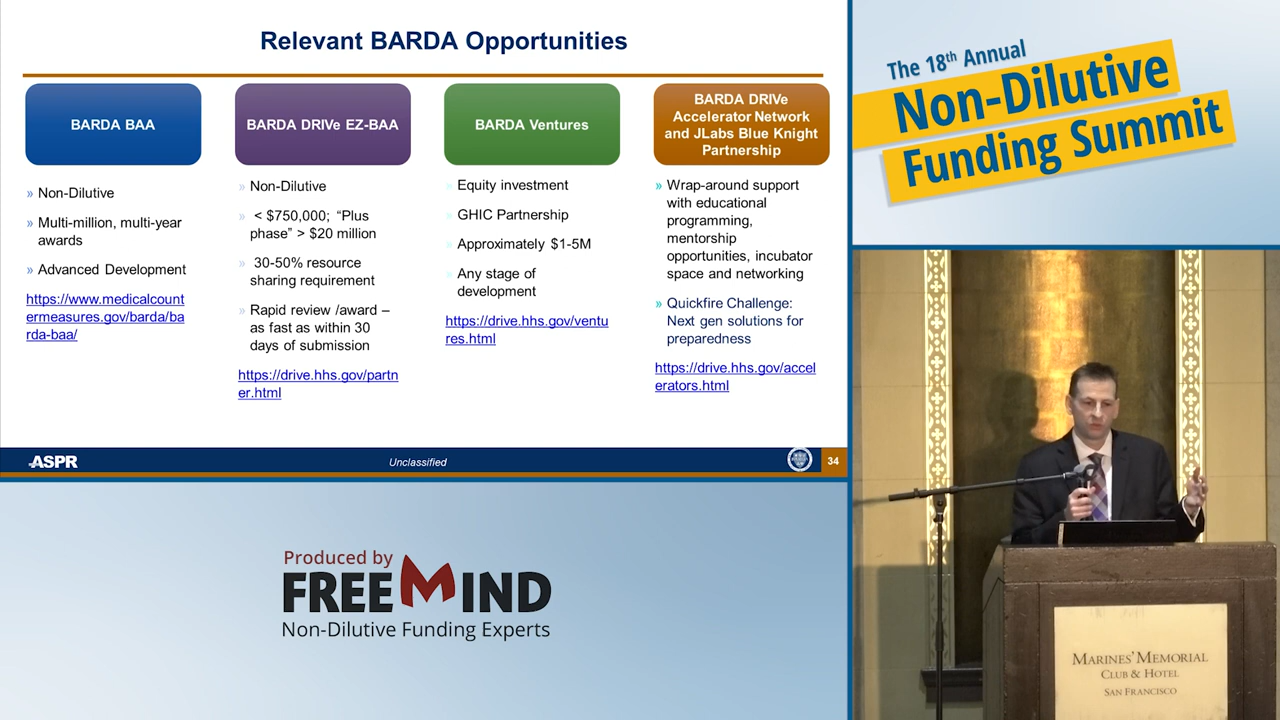 Relevant BARDA Opportunities
BARDA BAA
» Non-Dilutive
» Multi-million, multi-year
awards
» Advanced Development
https://www.medicalcount
ermeasures.gov/barda/ba
rda-baa/
BARDA DRIVe EZ-BAA
» Non-Dilutive
» < $750,000; “Plus
phase” > $20 million
» 30-50% resource
sharing requirement
» Rapid review /award –
as fast as within 30
days of submission
https://drive.hhs.gov/partn
er.html
BARDA Ventures
» Equity investment
» GHIC Partnership
» Approximately $1-5M
» Any stage of
development
https://drive.hhs.gov/ventu
res.html
BARDA DRIVe
Accelerator Network
and JLabs Blue Knight
Partnership
» Wrap-around support
with educational
programming,
mentorship
opportunities, incubator
space and networking
» Quickfire Challenge:
Next gen solutions for
preparedness
https://drive.hhs.gov/accel
erators.html
ASPR
Unclassified
34
The 18th Annual
Non-Dilutive
Funding Summit
Produced by
FREEMIND
Non-Dilutive Funding Experts
MARINES' MEMORIAL
CLUB & HOTEL
SAN FRANCISCO